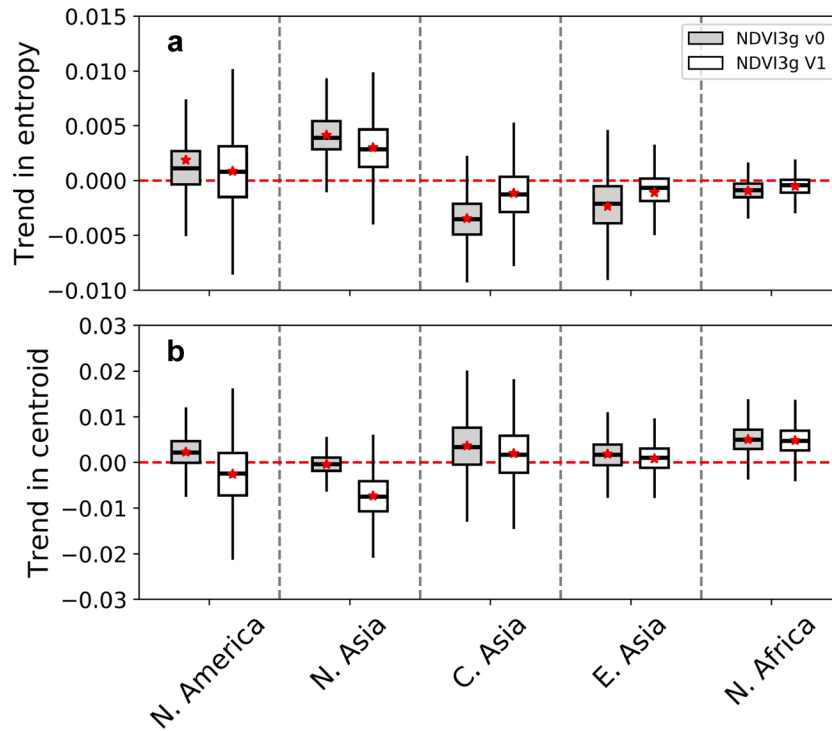 a
NDVI3g v0
NDVI3g V1
Trend in entropy
0.015
0.010
0.005
0.000
−0.005
−0.010
b
Trend in centroid
0.03
0.02
0.01
0.00
−0.01
−0.02
−0.03
N. America
N. Asia
C. Asia
E. Asia
N. Africa